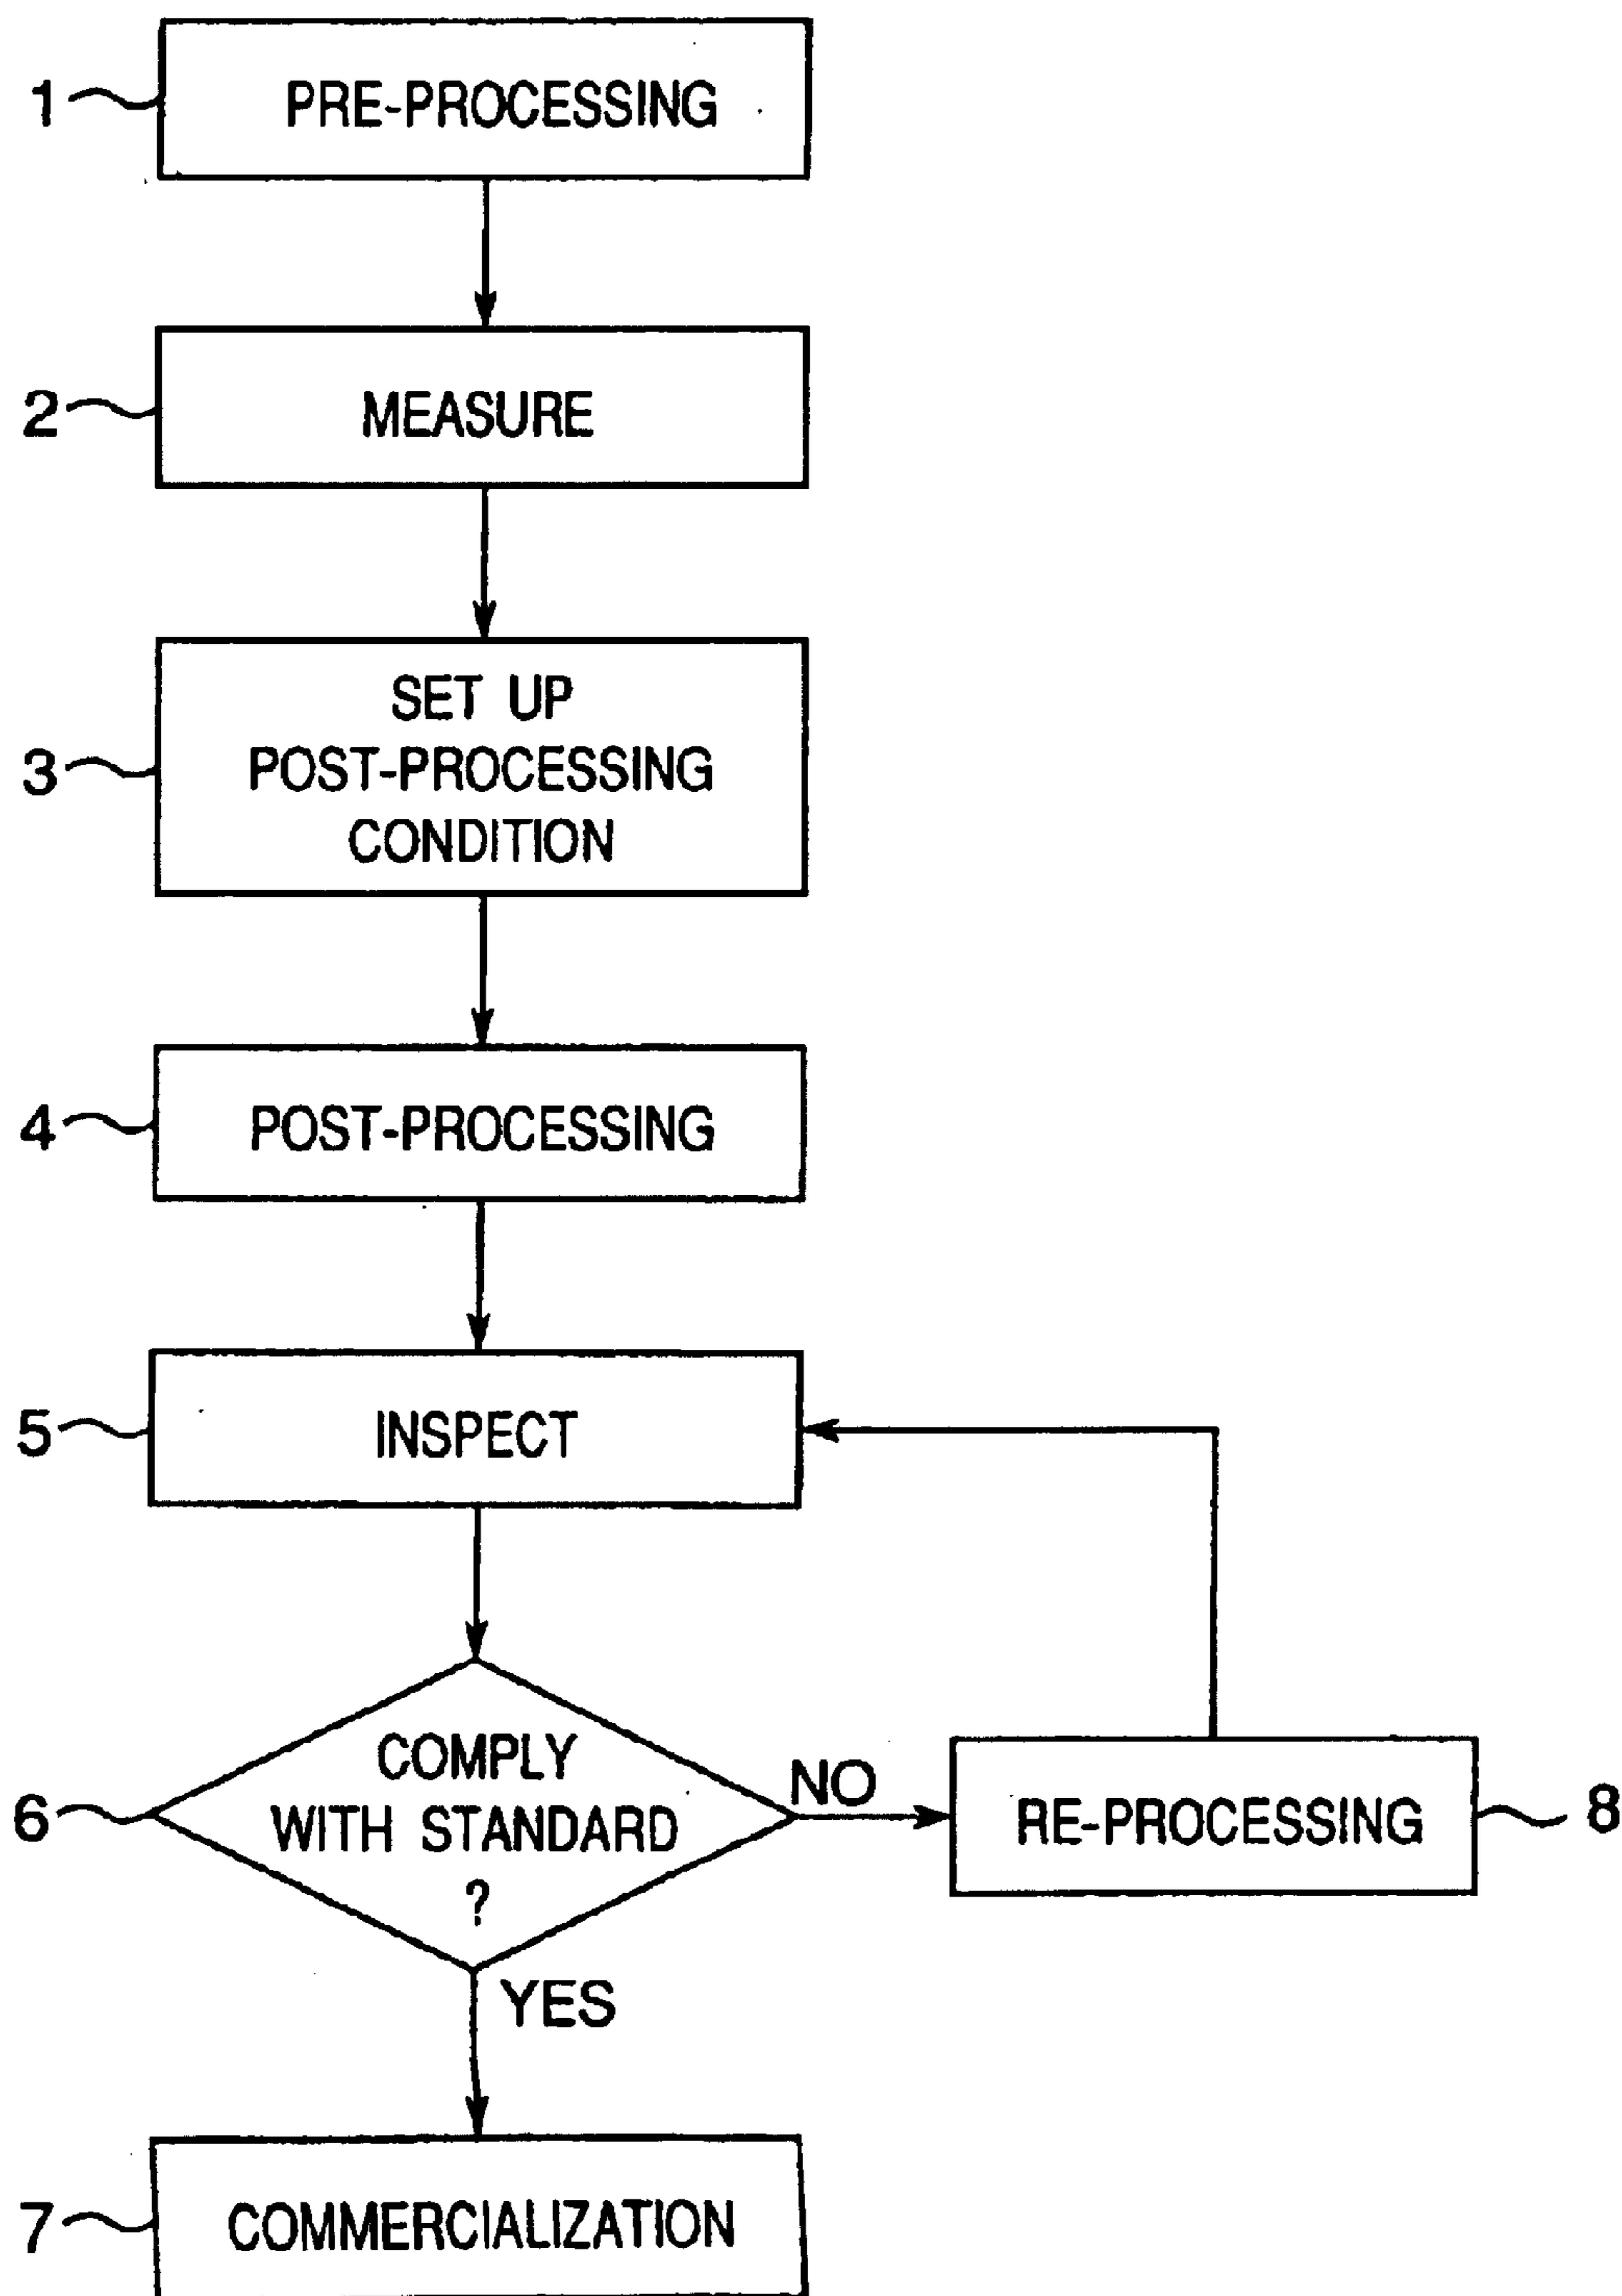 1
PRE-PROCESSING
2
MEASURE
3
SET UP
POST-PROCESSING
CONDITION
4
POST-PROCESSING
5
INSPECT
6
COMPLY
WITH STANDARD
?
NO
RE-PROCESSING
8
YES
7
COMMERCIALIZATION